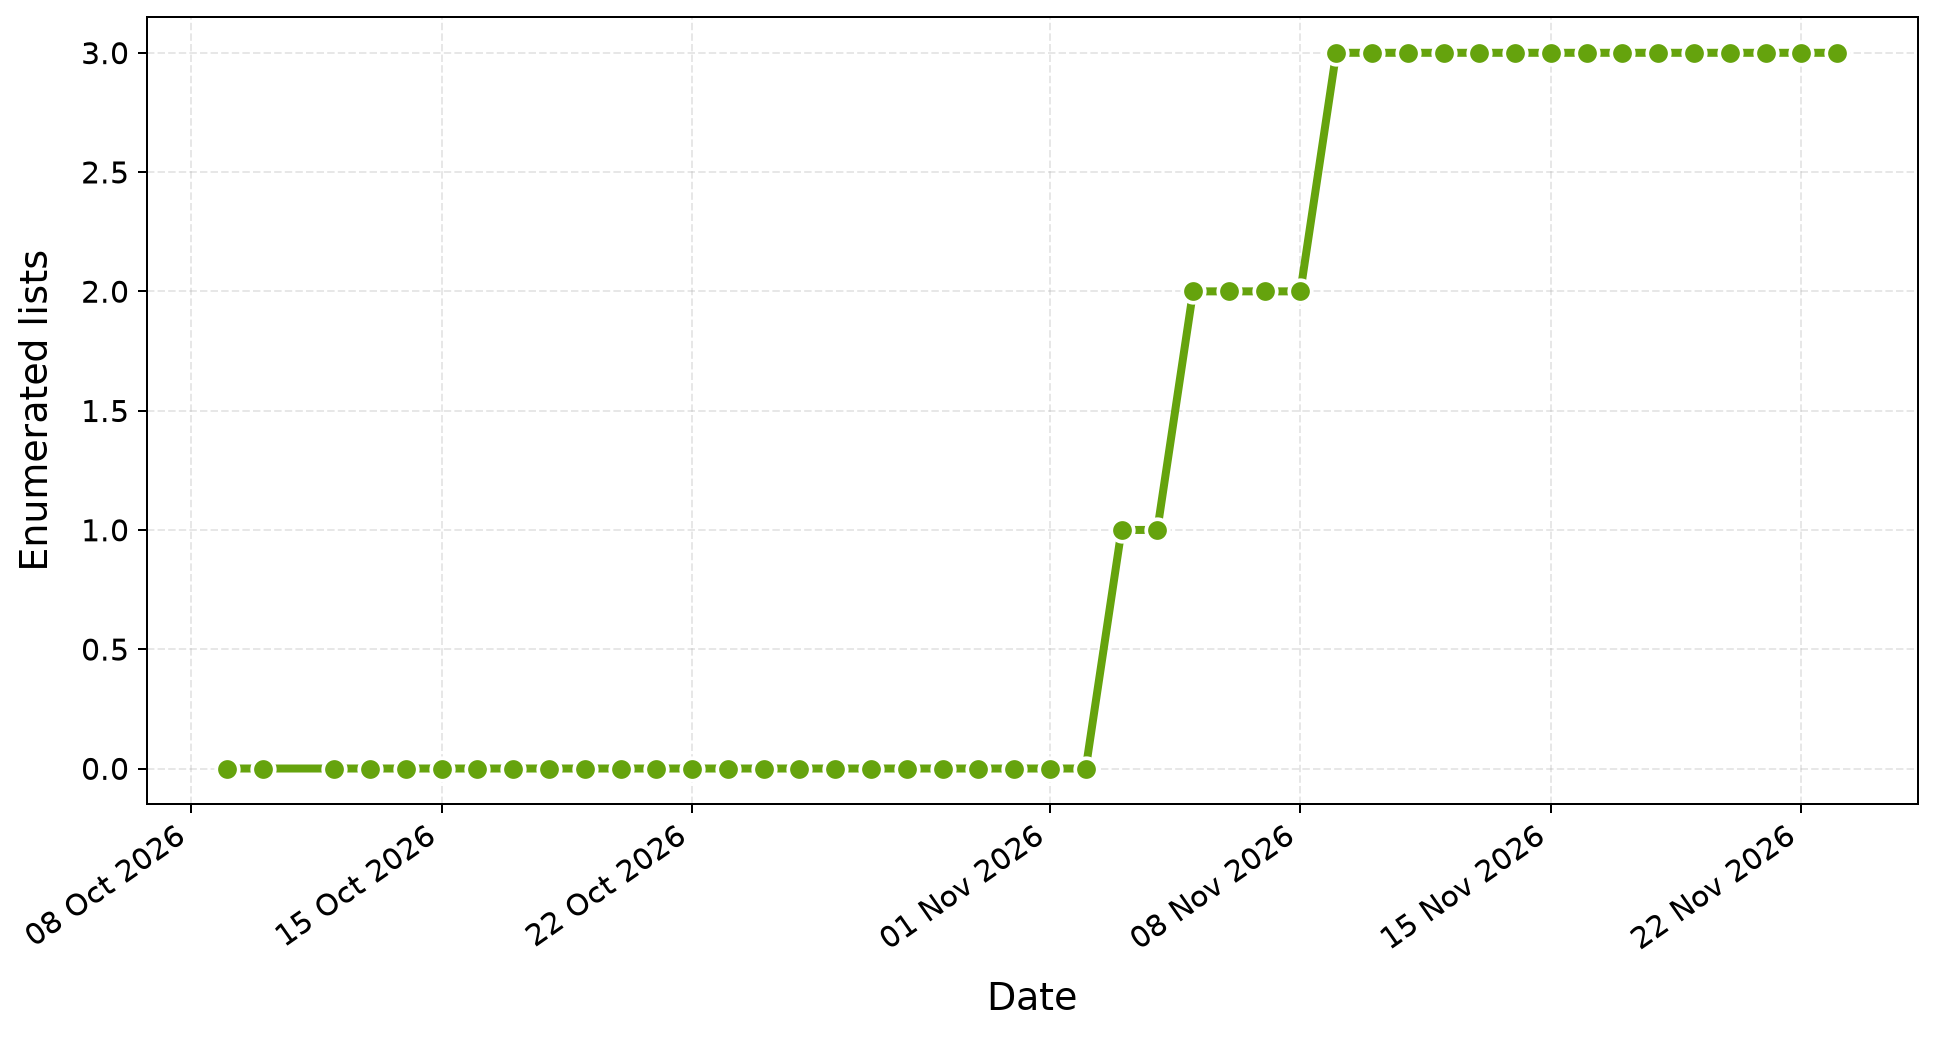 Enumerated lists
3.0
2.5
2.0
1.5
1.0
0.5
0.0
08 Oct 2026
15 Oct 2026
22 Oct 2026
01 Nov 2026
08 Nov 2026
15 Nov 2026
22 Nov 2026
Date